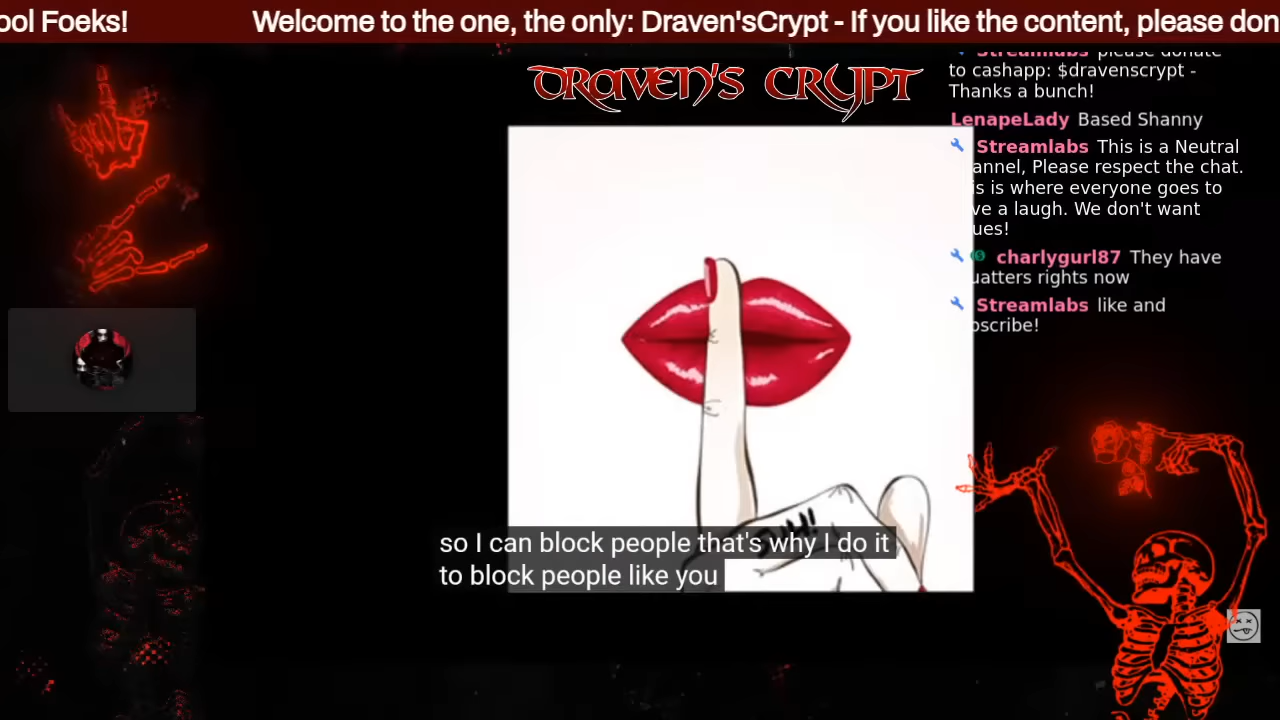 ool Foeks! Welcome to the one, the only: Draven'sCrypt - If you like the content, please don
DRAVEN'S CRYPT
Streamlabs please donate
to cashapp: $dravenscrypt -
Thanks a bunch!
LenapeLady Based Shanny
Streamlabs This is a Neutral
annel, Please respect the chat.
is is where everyone goes to
ve a laugh. We don't want
ues!
charlygurl87 They have
uatters rights now
Streamlabs like and
oscribe!
so I can block people that's why I do it
to block people like you